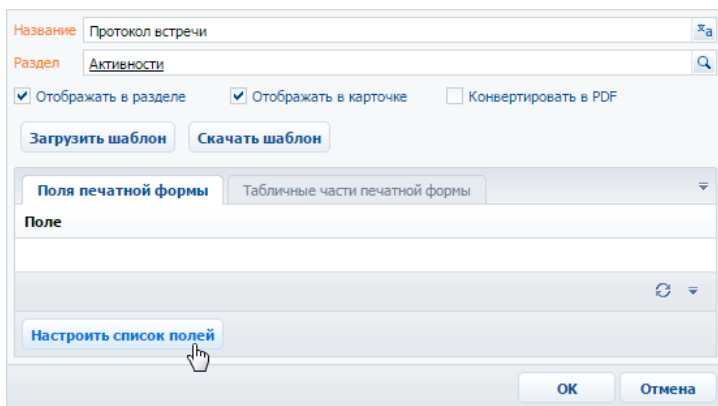 Название Протокол встречи
Раздел Активности
Отображать в разделе Отображать в карточке Конвертировать в PDF
Загрузить шаблон Скачать шаблон
Поля печатной формы Табличные части печатной формы
Поле
Настроить список полей
ОК Отмена